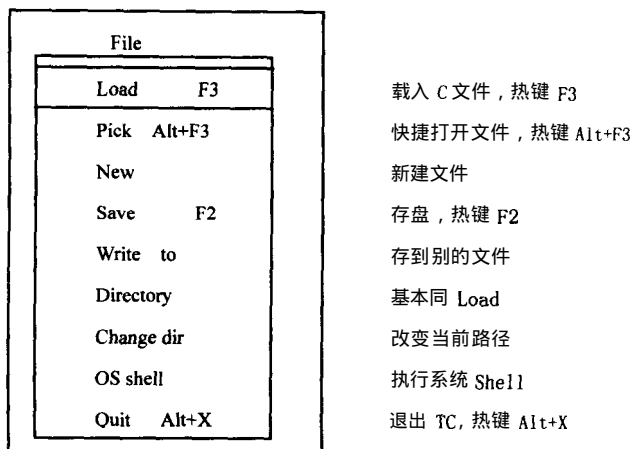 File
Load F3 载入 C文件，热键 F3
Pick Alt+F3 快捷打开文件，热键 Alt+F3
New 新建文件
Save F2 存盘，热键 F2
Write to 存到别的文件
Directory 基本同 Load
Change dir 改变当前路径
OS shell 执行系统 Shell
Quit Alt+X 退出 TC, 热键 Alt+X